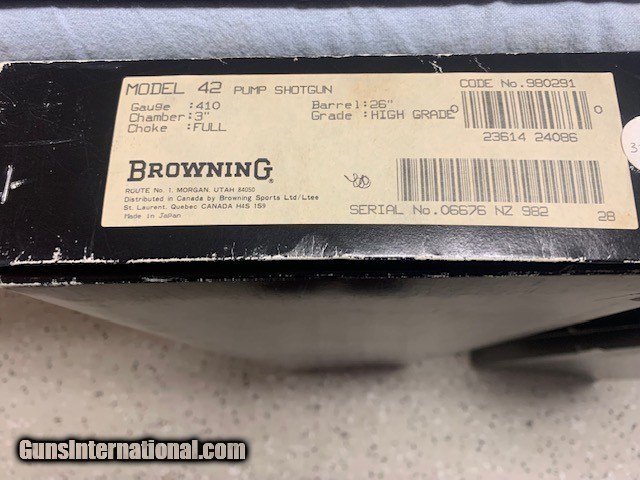 MODEL 42 PUMP SHOTGUN
CODE No.980291
Gauge :410
Barrel:26"
Chamber:3"
Grade :HIGH GRADE
Choke :FULL
0
0
23614 24086
BROWNING®
ROUTE No. 1, MORGAN, UTAH 84050
Distributed in Canada by Browning Sports Ltd/Ltee
St. Laurent, Quebec CANADA H4S 1S9
Made in Japan
SERIAL No.06676 NZ 982
28
GunsInternational.com